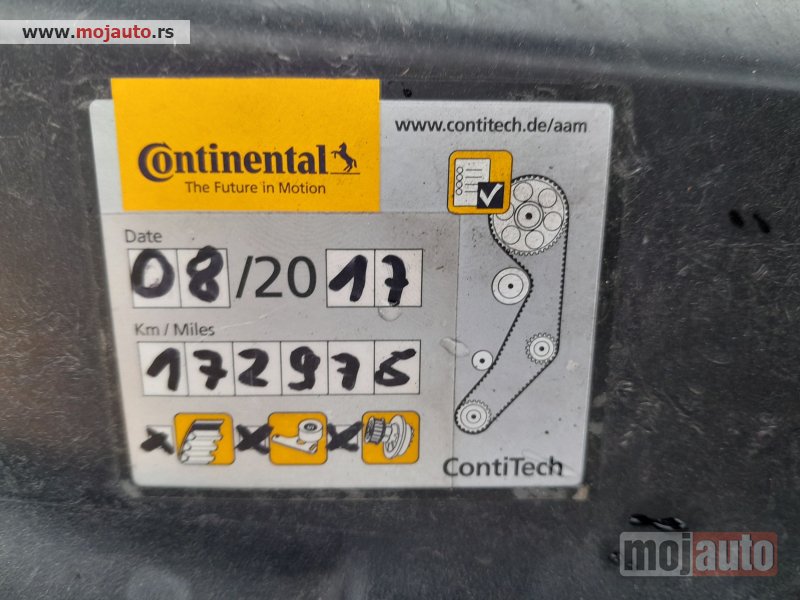 www.mojauto.rs
www.contitech.de/aam
Continental
The Future in Motion
Date
08/2017
Km / Miles
172975
ContiTech
mojauto